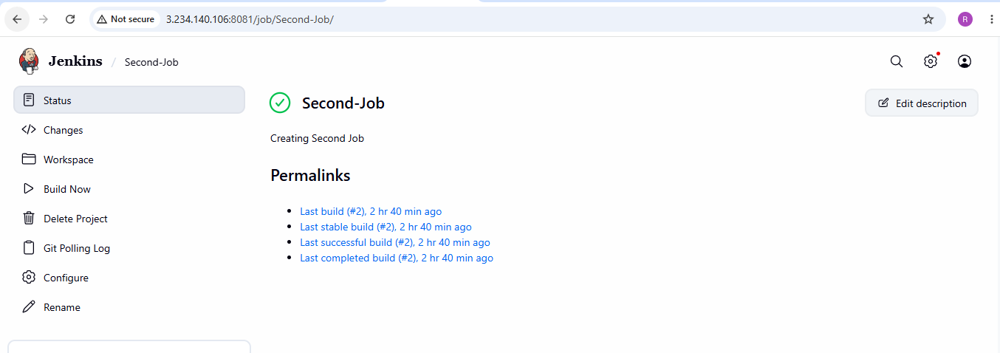 Not secure 3.234.140.106:8081/job/Second-Job/ R
Jenkins / Second-Job
Status
Changes
Workspace
Build Now
Delete Project
Git Polling Log
Configure
Rename
Second-Job
Edit description
Creating Second Job
Permalinks
• Last build (#2), 2 hr 40 min ago
• Last stable build (#2), 2 hr 40 min ago
• Last successful build (#2), 2 hr 40 min ago
• Last completed build (#2), 2 hr 40 min ago